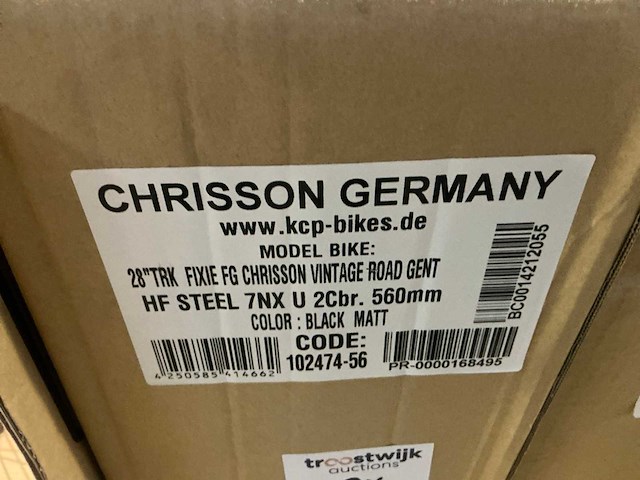 CHRISSON GERMANY
www.kcp-bikes.de
MODEL BIKE:
28"TRK FIXIE FG CHRISSON VINTAGE ROAD GENT
HF STEEL 7NX U 2Cbr. 560mm
COLOR : BLACK MATT
CODE:
102474-56
4 250585 414662
PR-0000168495
BC0014212055
troostwijk
auctions